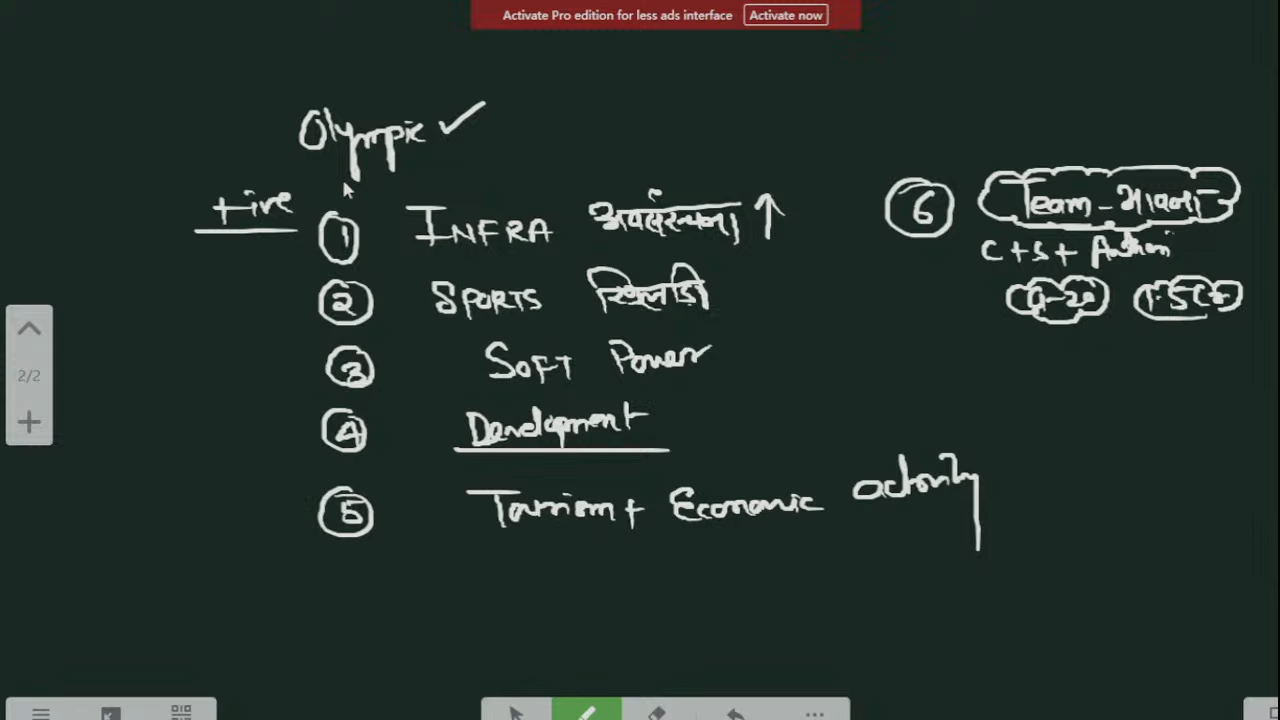 Activate Pro edition for less ads interface Activate now
Olympic ✓
+ive
① INFRA अवसंरचना ↑
② SPORTS खिलाड़ी
③ SOFT Power
④ Development
⑤ Tourism + Economic activity
⑥ Team - भावना
C + S +
G-20
2/2